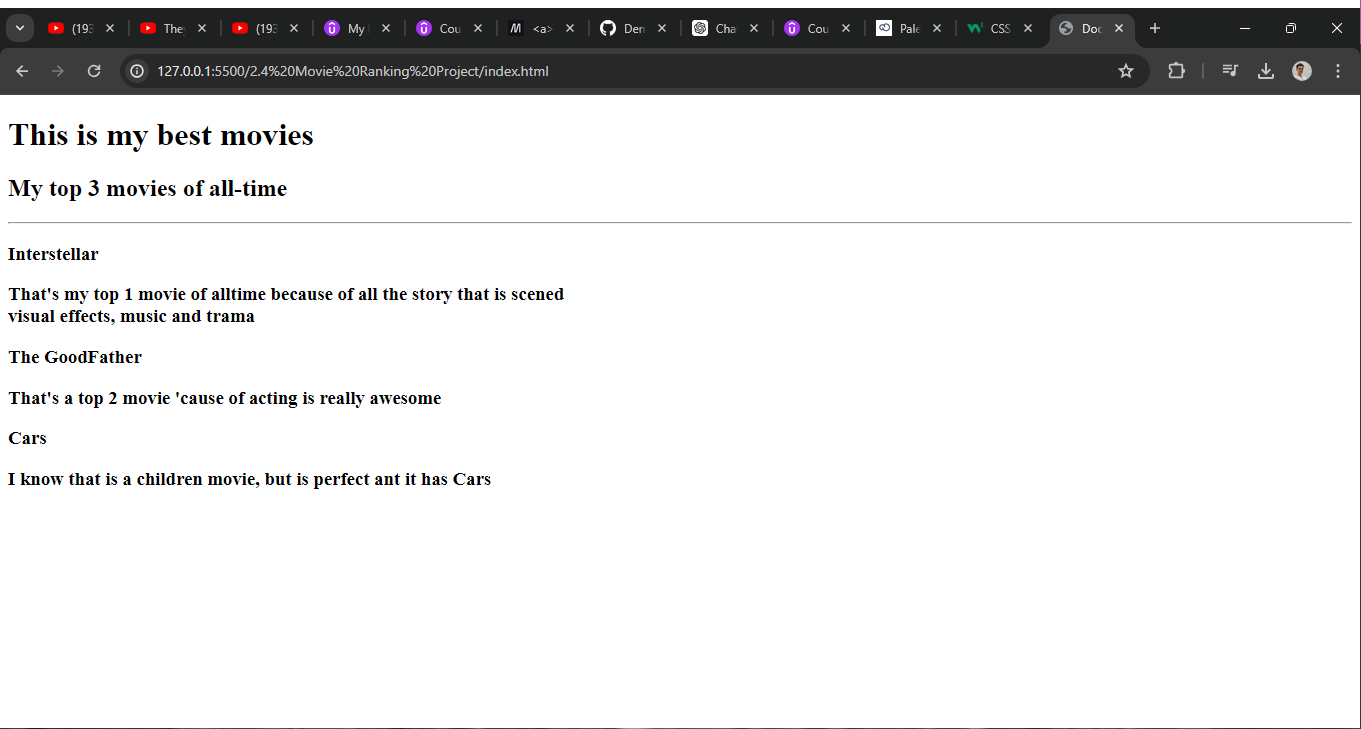 (193
They
(193
My
Cou
<a>
Den
Cha
Cou
Pale
CSS
Doc
127.0.0.1:5500/2.4%20Movie%20Ranking%20Project/index.html
This is my best movies
My top 3 movies of all-time
Interstellar
That's my top 1 movie of alltime because of all the story that is scened
visual effects, music and trama
The GoodFather
That's a top 2 movie 'cause of acting is really awesome
Cars
I know that is a children movie, but is perfect ant it has Cars